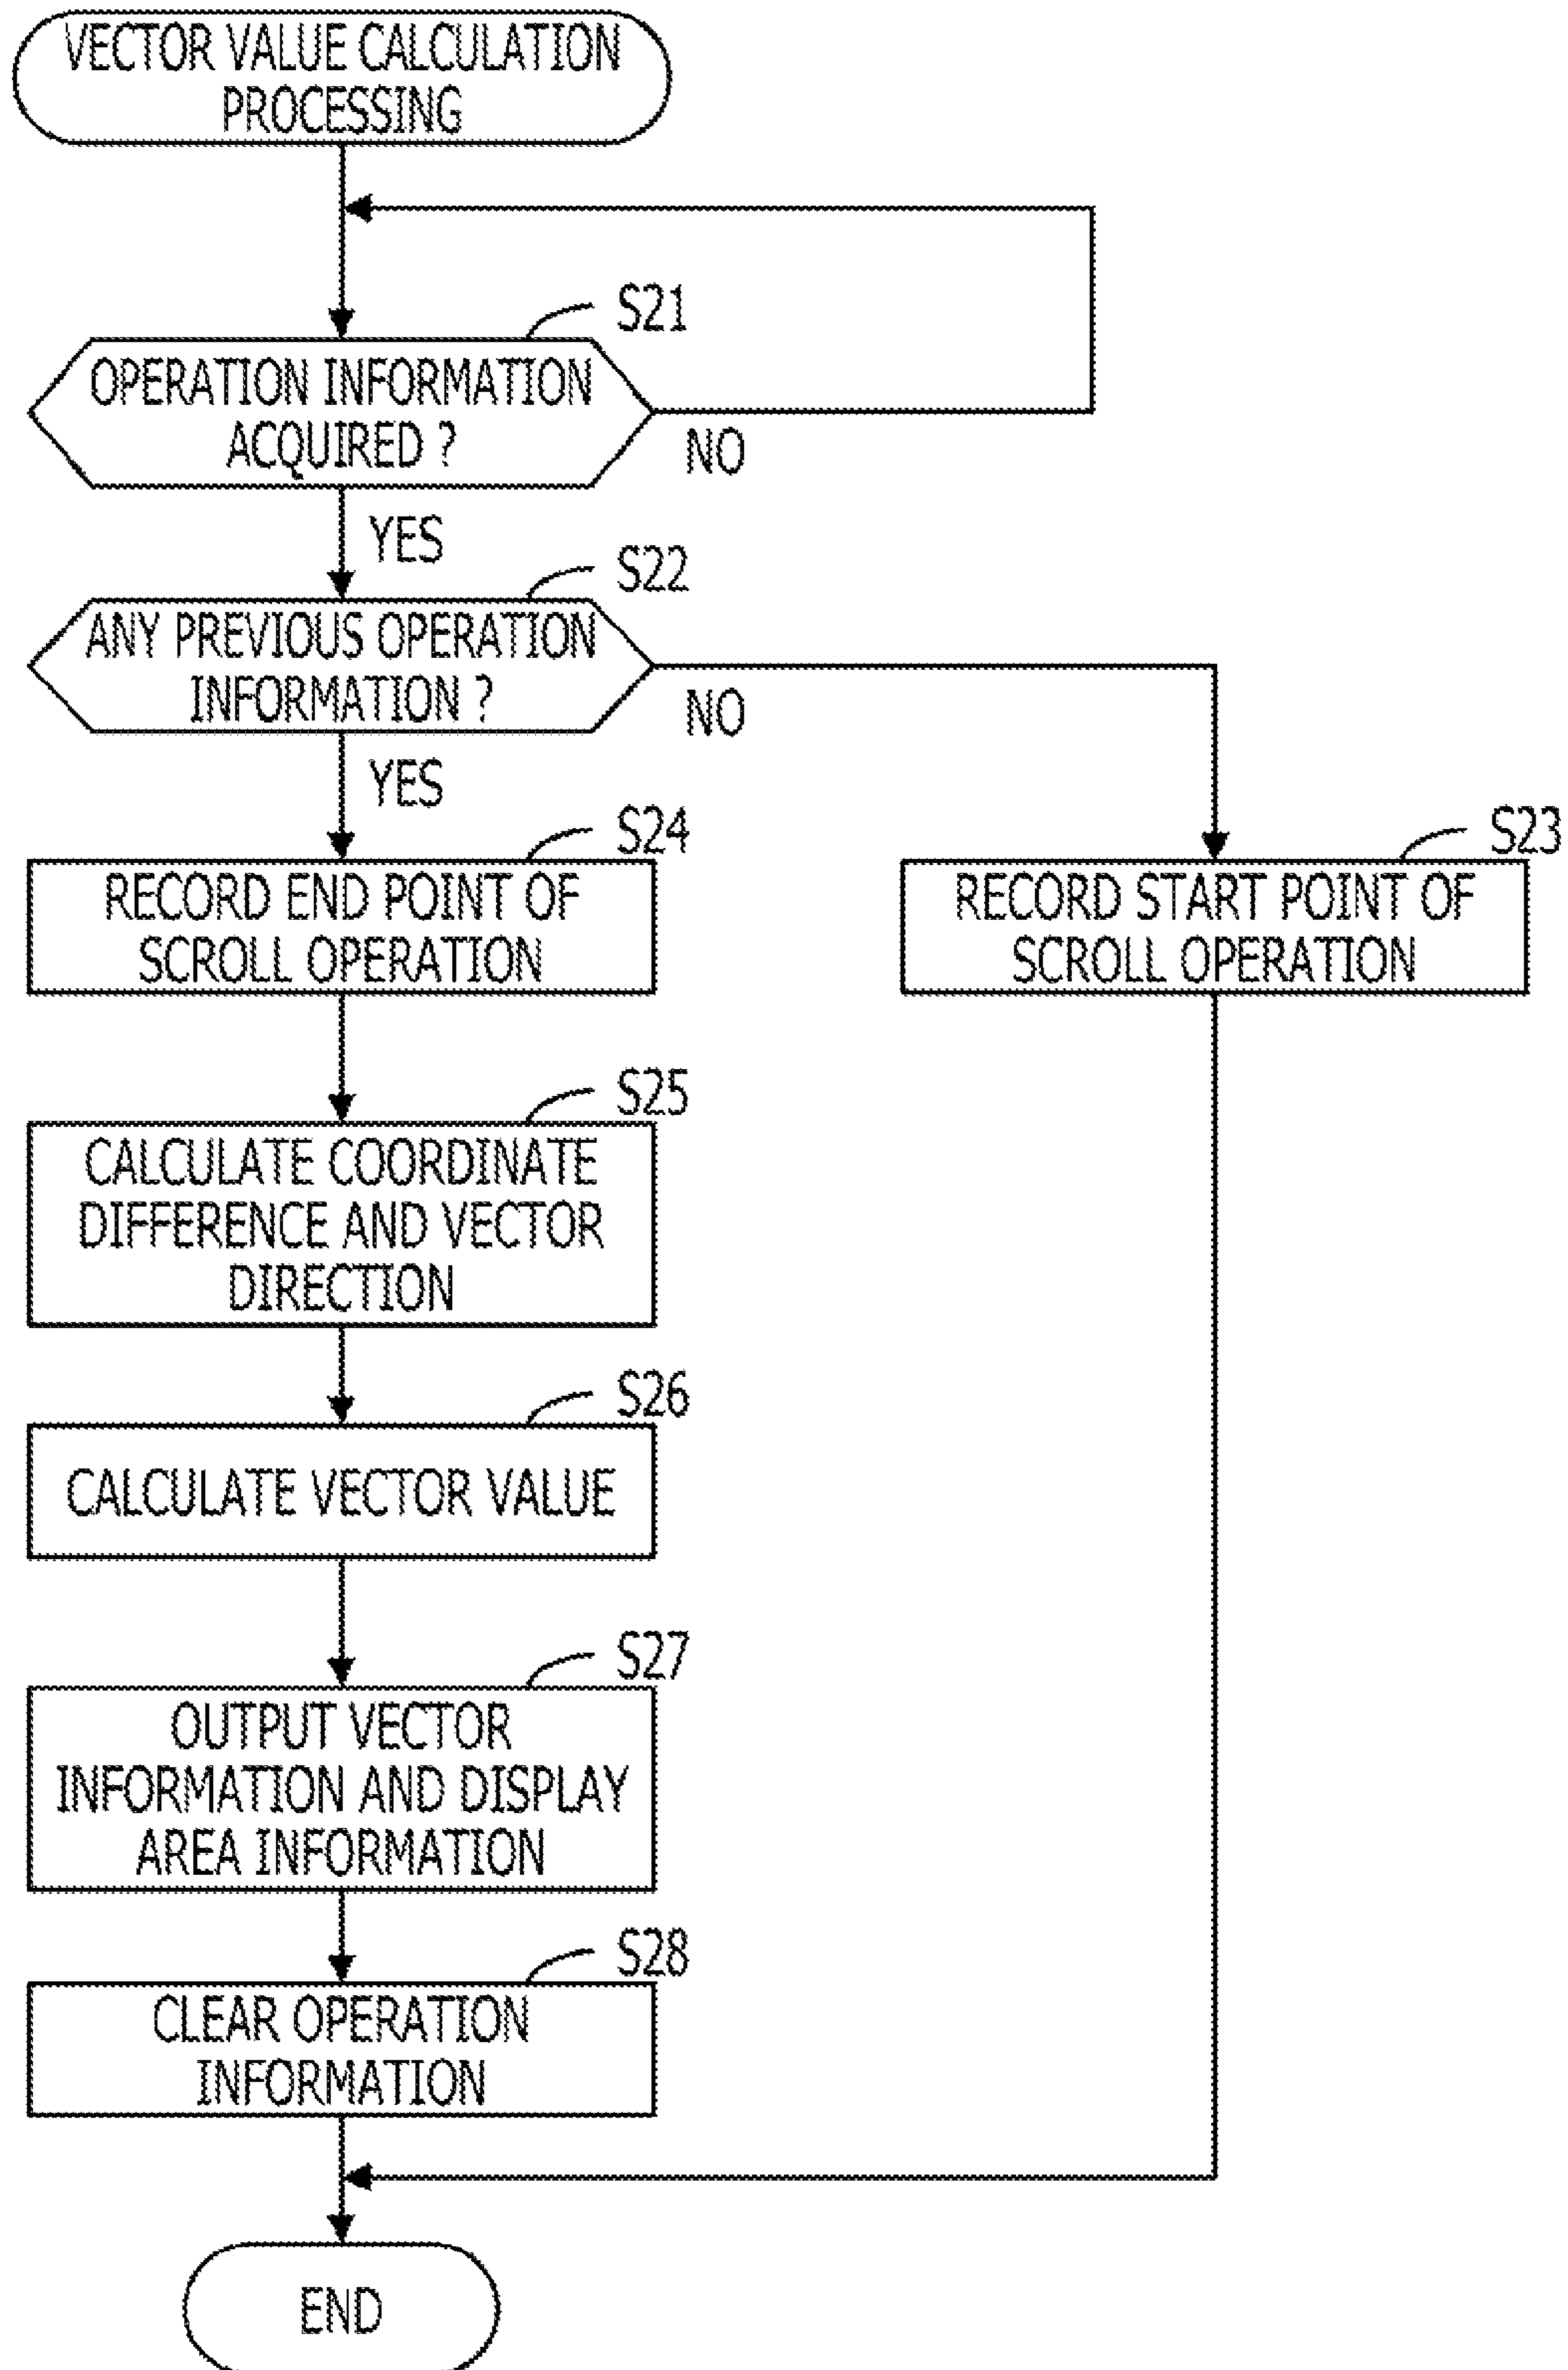 VECTOR VALUE CALCULATION
PROCESSING
S21
OPERATION INFORMATION
ACQUIRED ?
NO
YES
S22
ANY PREVIOUS OPERATION
INFORMATION ?
NO
YES
S24
RECORD END POINT OF
SCROLL OPERATION
S23
RECORD START POINT OF
SCROLL OPERATION
S25
CALCULATE COORDINATE
DIFFERENCE AND VECTOR
DIRECTION
S26
CALCULATE VECTOR VALUE
S27
OUTPUT VECTOR
INFORMATION AND DISPLAY
AREA INFORMATION
S28
CLEAR OPERATION
INFORMATION
END